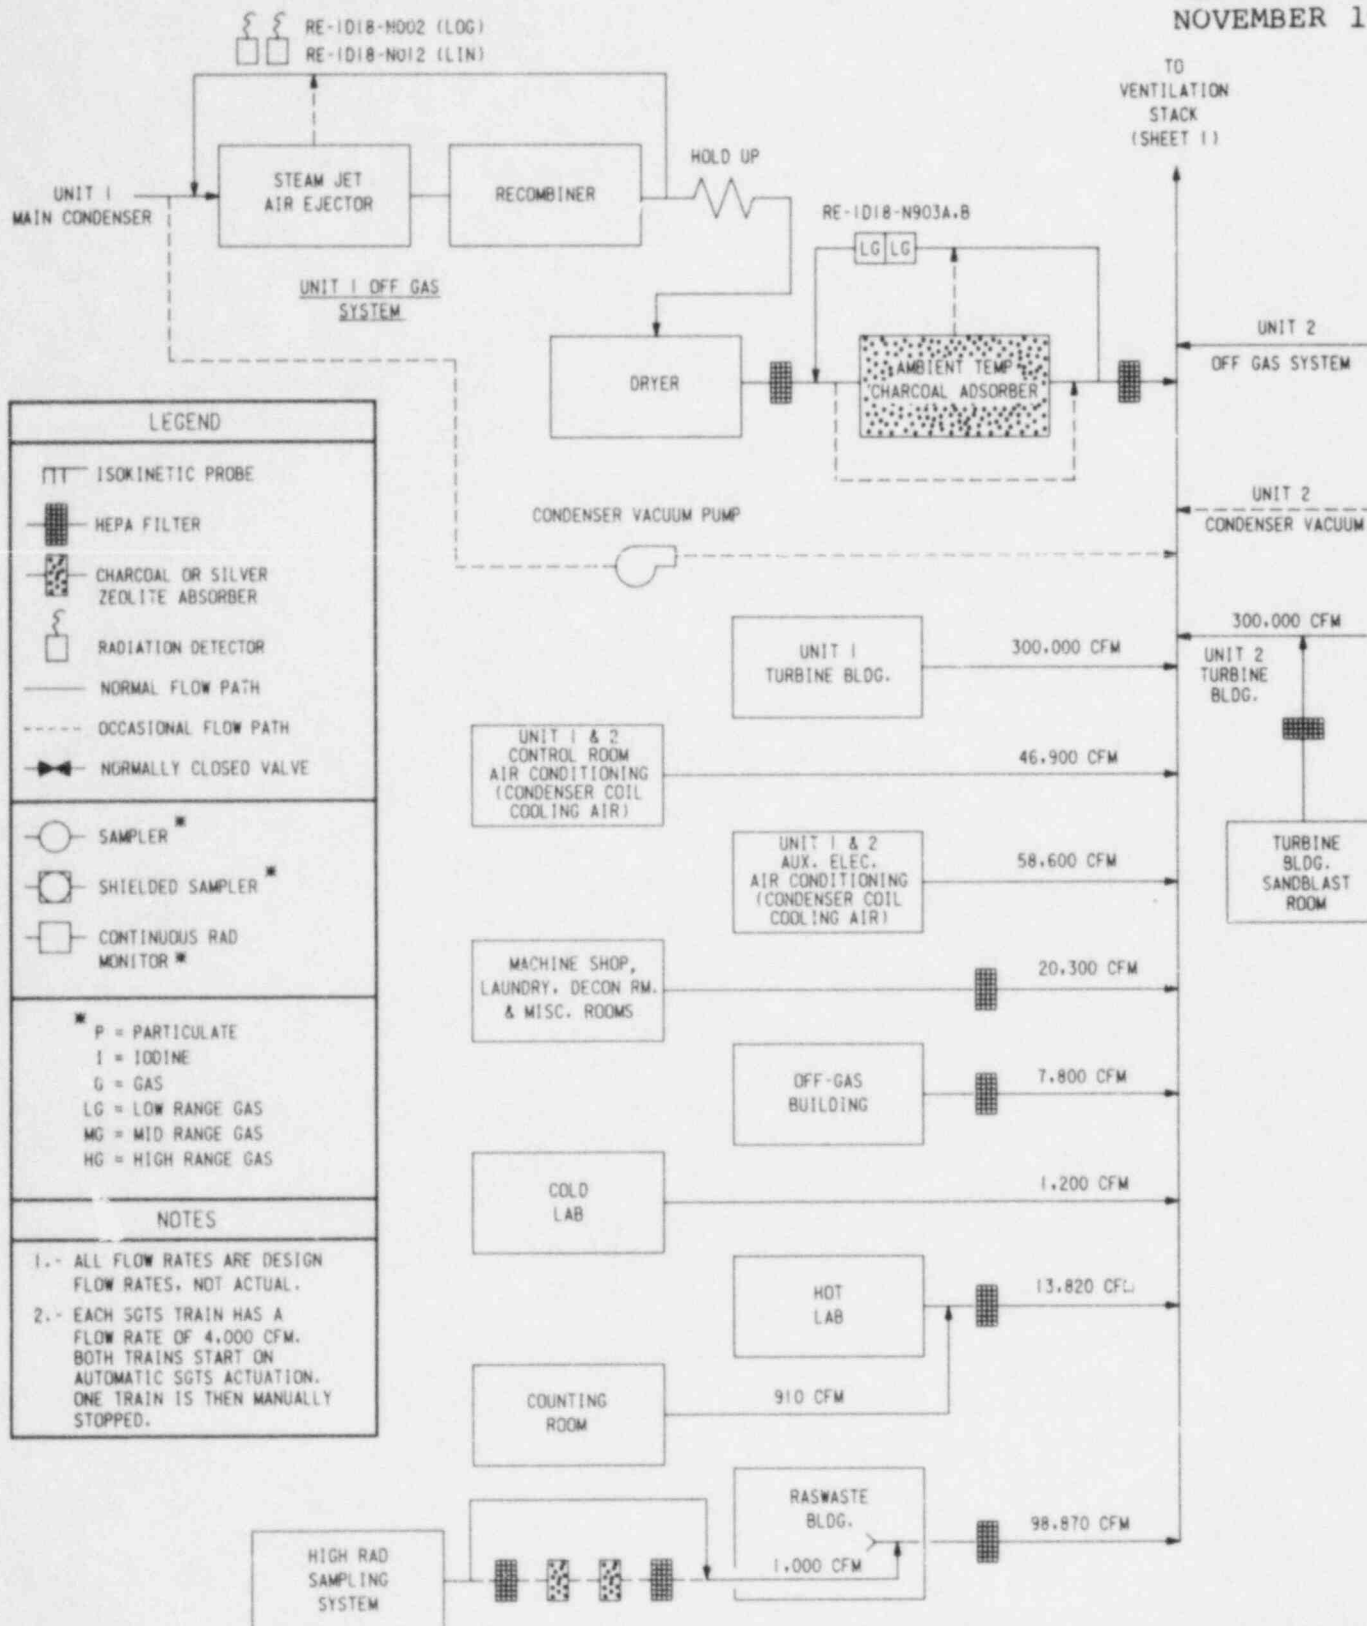 NOVEMBER 1
RE-1D18-N002 (LOG)
RE-1D18-N012 (LIN)
TO
VENTILATION
STACK
(SHEET 1)
UNIT 1
MAIN CONDENSER
STEAM JET
AIR EJECTOR
RECOMBINER
HOLD UP
RE-1D18-N903A,B
LG LG
UNIT 1 OFF GAS
SYSTEM
DRYER
AMBIENT TEMP
CHARCOAL ADSORBER
UNIT 2
OFF GAS SYSTEM
CONDENSER VACUUM PUMP
UNIT 2
CONDENSER VACUUM
LEGEND
ISOKINETIC PROBE
HEPA FILTER
CHARCOAL OR SILVER
ZEOLITE ABSORBER
RADIATION DETECTOR
NORMAL FLOW PATH
OCCASIONAL FLOW PATH
NORMALLY CLOSED VALVE
SAMPLER *
SHIELDED SAMPLER *
CONTINUOUS RAD
MONITOR *
* P = PARTICULATE
I = IODINE
G = GAS
LG = LOW RANGE GAS
MG = MID RANGE GAS
HG = HIGH RANGE GAS
NOTES
1.- ALL FLOW RATES ARE DESIGN
FLOW RATES, NOT ACTUAL.
2.- EACH SGTS TRAIN HAS A
FLOW RATE OF 4,000 CFM.
BOTH TRAINS START ON
AUTOMATIC SGTS ACTUATION.
ONE TRAIN IS THEN MANUALLY
STOPPED.
UNIT 1
TURBINE BLDG.
300,000 CFM
300,000 CFM
UNIT 2
TURBINE
BLDG.
UNIT 1 & 2
CONTROL ROOM
AIR CONDITIONING
(CONDENSER COIL
COOLING AIR)
46,900 CFM
UNIT 1 & 2
AUX. ELEC.
AIR CONDITIONING
(CONDENSER COIL
COOLING AIR)
58,600 CFM
TURBINE
BLDG.
SANDBLAST
ROOM
MACHINE SHOP,
LAUNDRY, DECON RM.
& MISC. ROOMS
20,300 CFM
OFF-GAS
BUILDING
7,800 CFM
COLD
LAB
1,200 CFM
HOT
LAB
13,820 CFM
COUNTING
ROOM
910 CFM
RASWASTE
BLDG.
1,000 CFM
98,870 CFM
HIGH RAD
SAMPLING
SYSTEM